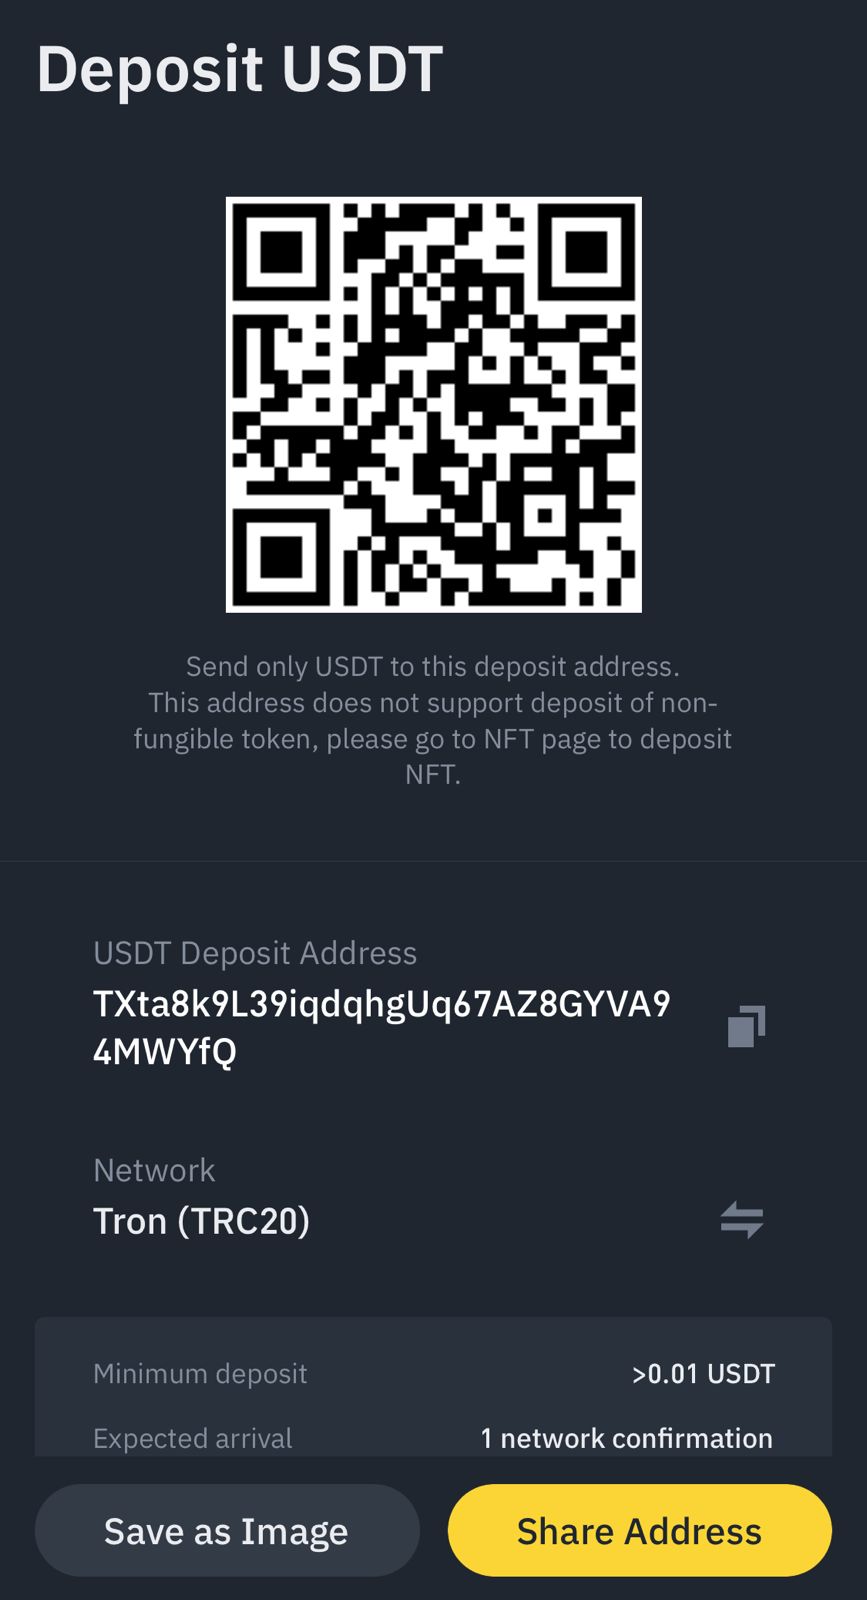 Deposit USDT
Send only USDT to this deposit address.
This address does not support deposit of non-
fungible token, please go to NFT page to deposit
NFT.
USDT Deposit Address
TXta8k9L39iqdqhgUq67AZ8GYVA9
4MWYfQ
Network
Tron (TRC20)
Minimum deposit >0.01 USDT
Expected arrival 1 network confirmation
Save as Image Share Address